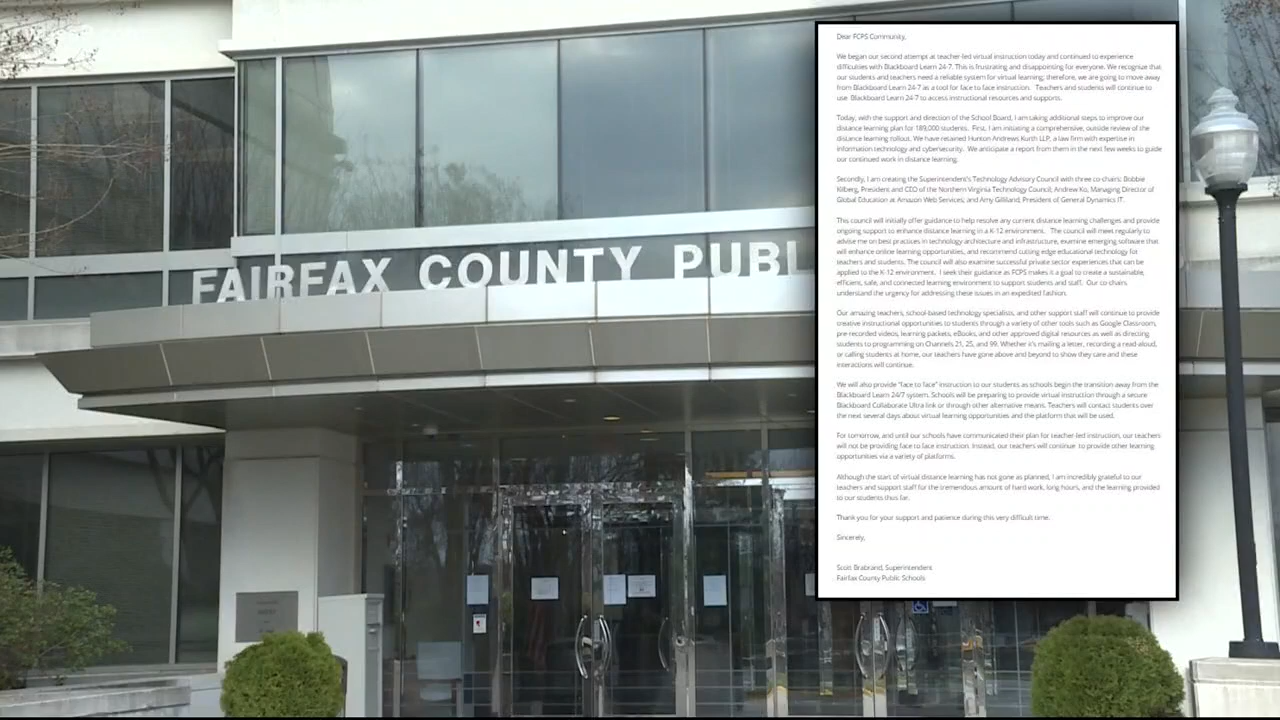 FAIRFAX COUNTY PUBL
Dear FCPS Community,
We began our second attempt at teacher-led virtual instruction today and continued to experience
difficulties with Blackboard Learn 24-7. This is frustrating and disappointing for everyone. We recognize that
our students and teachers need a reliable system for virtual learning; therefore, we are going to move away
from Blackboard Learn 24-7 as a tool for face to face instruction. Teachers and students will continue to
use Blackboard Learn 24-7 to access instructional resources and supports.
Today, with the support and direction of the School Board, I am taking additional steps to improve our
distance learning plan for 189,000 students. First, I am initiating a comprehensive, outside review of the
distance learning rollout. We have retained Hunton Andrews Kurth LLP, a law firm with expertise in
information technology and cybersecurity. We anticipate a report from them in the next few weeks to guide
our continued work in distance learning.
Secondly, I am creating the Superintendent's Technology Advisory Council with three co-chairs: Bobbie
Kilberg, President and CEO of the Northern Virginia Technology Council; Andrew Ko, Managing Director of
Global Education at Amazon Web Services; and Amy Gilliland, President of General Dynamics IT.
This council will initially offer guidance to help resolve any current distance learning challenges and provide
ongoing support to enhance distance learning in a K-12 environment. The council will meet regularly to
advise me on best practises in technology architecture and infrastructure, examine emerging software that
will enhance online learning opportunities, and recommend cutting edge educational technology for
teachers and students. The council will also examine successful private sector experiences that can be
applied to the K-12 environment. I seek their guidance as FCPS makes it a goal to create a sustainable,
efficient, safe, and connected learning environment to support students and staff. Our co-chairs
understand the urgency for addressing these issues in an expedited fashion.
Our amazing teachers, school-based technology specialists, and other support staff will continue to provide
creative instructional opportunities to students through a variety of other tools such as Google Classroom,
pre-recorded videos, learning packets, eBooks, and other approved digital resources as well as directing
students to programming on Channels 21, 25, and 99. Whether it's mailing a letter, recording a read-aloud,
or calling students at home, our teachers have gone above and beyond to show they care and these
interactions will continue.
We will also provide "face to face" instruction to our students as schools begin the transition away from the
Blackboard Learn 24/7 system. Schools will be preparing to provide virtual instruction through a secure
Blackboard Collaborate Ultra link or through other alternative means. Teachers will contact students over
the next several days about virtual learning opportunities and the platform that will be used.
For tomorrow, and until our schools have communicated their plan for teacher-led instruction, our teachers
will not be providing face to face instruction. Instead, our teachers will continue to provide other learning
opportunities via a variety of platforms.
Although the start of virtual distance learning has not gone as planned, I am incredibly grateful to our
teachers and support staff for the tremendous amount of hard work, long hours, and the learning provided
to our students thus far.
Thank you for your support and patience during this very difficult time.
Sincerely,
Scott Brabrand, Superintendent
Fairfax County Public Schools